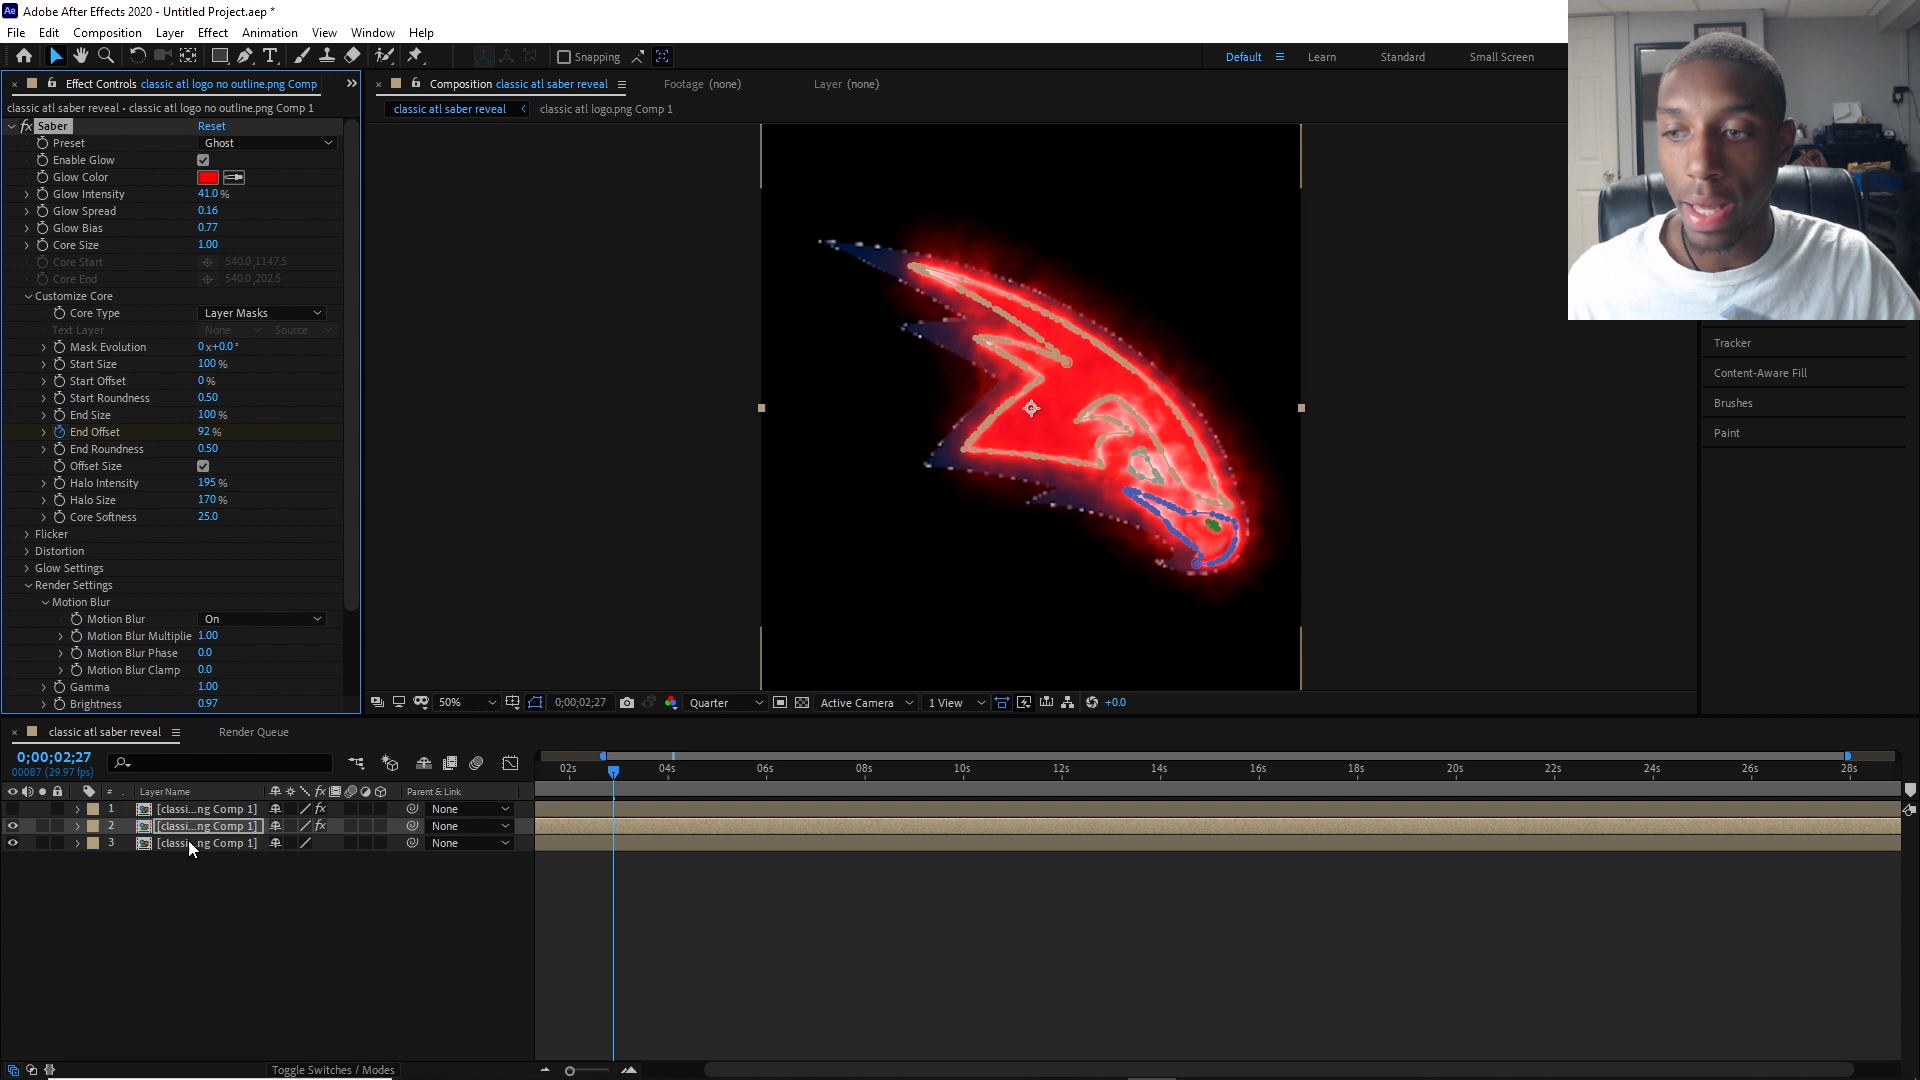 Adobe After Effects 2020 - Untitled Project.aep *
File Edit Composition Layer Effect Animation View Window Help
Snapping Default Learn Standard Small Screen
Effect Controls classic atl logo no outline.png Comp
Composition classic atl saber reveal
Footage (none)
Layer (none)
classic atl saber reveal • classic atl logo no outline.png Comp 1
classic atl saber reveal
classic atl logo.png Comp 1
fx Saber Reset
Preset Ghost
Enable Glow
Glow Color
Glow Intensity 41.0 %
Glow Spread 0.16
Glow Bias 0.77
Core Size 1.00
Core Start 540.0,1147.5
Core End 540.0,202.5
Customize Core
Core Type Layer Masks
Text Layer None Source
Mask Evolution 0x+0.0°
Start Size 100 %
Start Offset 0 %
Start Roundness 0.50
End Size 100 %
End Offset 92 %
End Roundness 0.50
Offset Size
Halo Intensity 195 %
Halo Size 170 %
Core Softness 25.0
Flicker
Distortion
Glow Settings
Render Settings
Motion Blur
Motion Blur On
Motion Blur Multiplie 1.00
Motion Blur Phase 0.0
Motion Blur Clamp 0.0
Gamma 1.00
Brightness 0.97
Tracker
Content-Aware Fill
Brushes
Paint
50% 0;00;02;27 Quarter Active Camera 1 View +0.0
classic atl saber reveal
Render Queue
0;00;02;27
00087 (29.97 fps)
02s 04s 06s 08s 10s 12s 14s 16s 18s 20s 22s 24s 26s 28s
# Layer Name fx Parent & Link
1 [classi...ng Comp 1] fx None
2 [classi...ng Comp 1] fx None
3 [classi...ng Comp 1] None
Toggle Switches / Modes